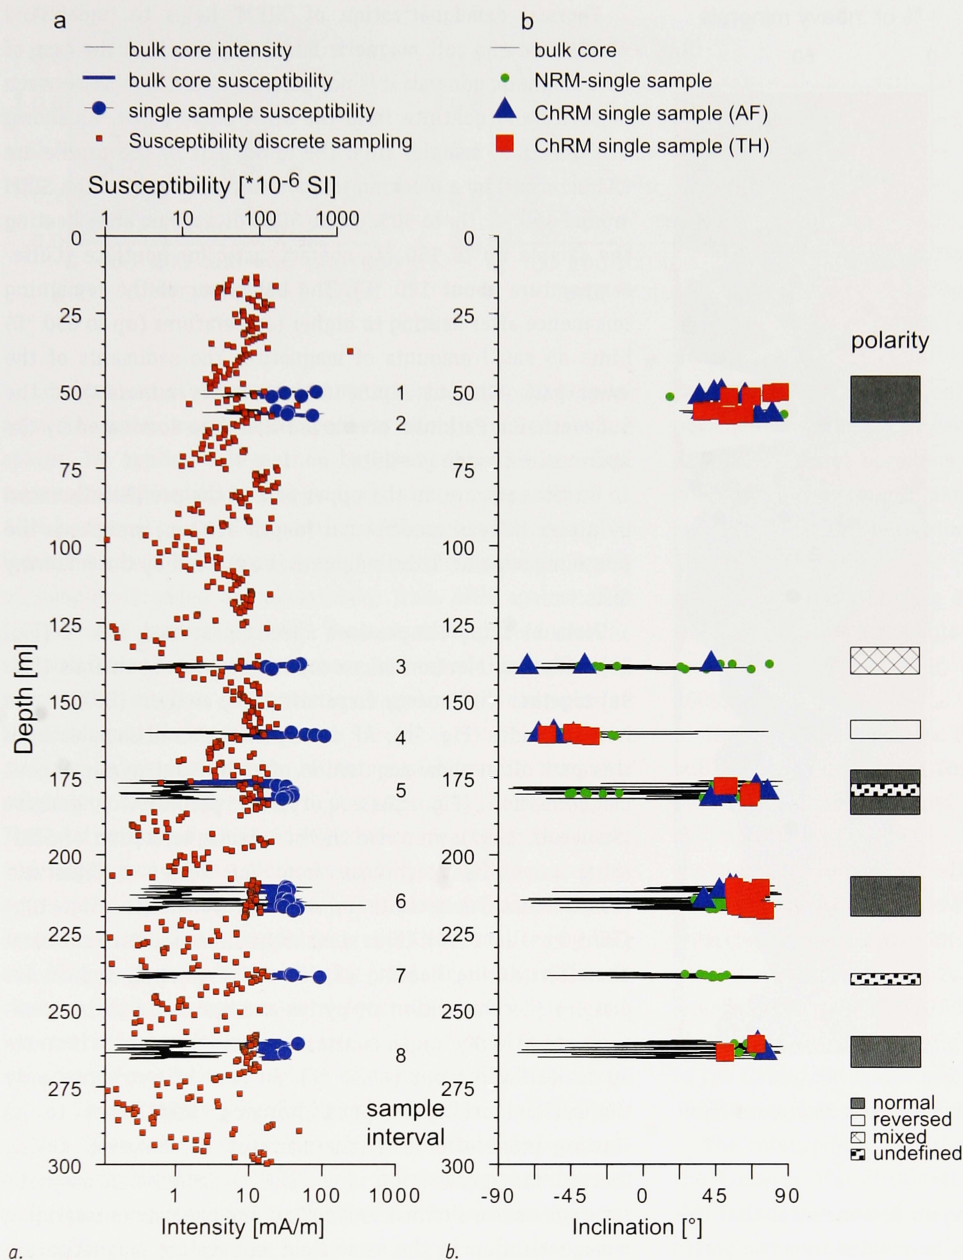 a
bulk core intensity
bulk core susceptibility
single sample susceptibility
Susceptibility discrete sampling
Susceptibility [*10-6 SI]
1 10 100 1000
0
25
50
75
100
125
150
175
200
225
250
275
300
Depth [m]
1
2
3
4
5
6
7
8
sample
interval
1 10 100 1000
Intensity [mA/m]
a.
b
bulk core
NRM-single sample
ChRM single sample (AF)
ChRM single sample (TH)
0
25
50
75
100
125
150
175
200
225
250
275
300
-90 -45 0 45 90
Inclination [°]
b.
polarity
normal
reversed
mixed
undefined